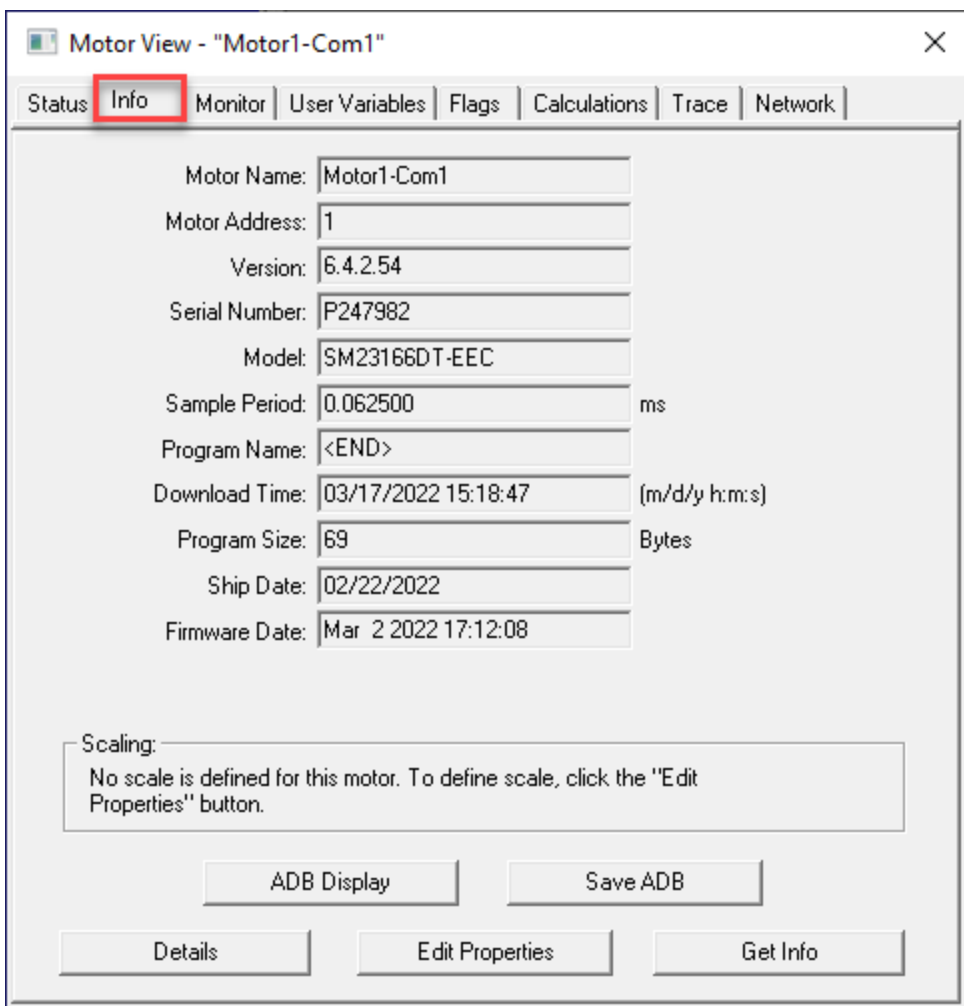 Motor View - "Motor1-Com1"
Status Info Monitor User Variables Flags Calculations Trace Network
Motor Name: Motor1-Com1
Motor Address: 1
Version: 6.4.2.54
Serial Number: P247982
Model: SM23166DT-EEC
Sample Period: 0.062500 ms
Program Name: <END>
Download Time: 03/17/2022 15:18:47 (m/d/y h:m:s)
Program Size: 69 Bytes
Ship Date: 02/22/2022
Firmware Date: Mar  2 2022 17:12:08
Scaling:
No scale is defined for this motor. To define scale, click the "Edit
Properties" button.
ADB Display Save ADB
Details Edit Properties Get Info